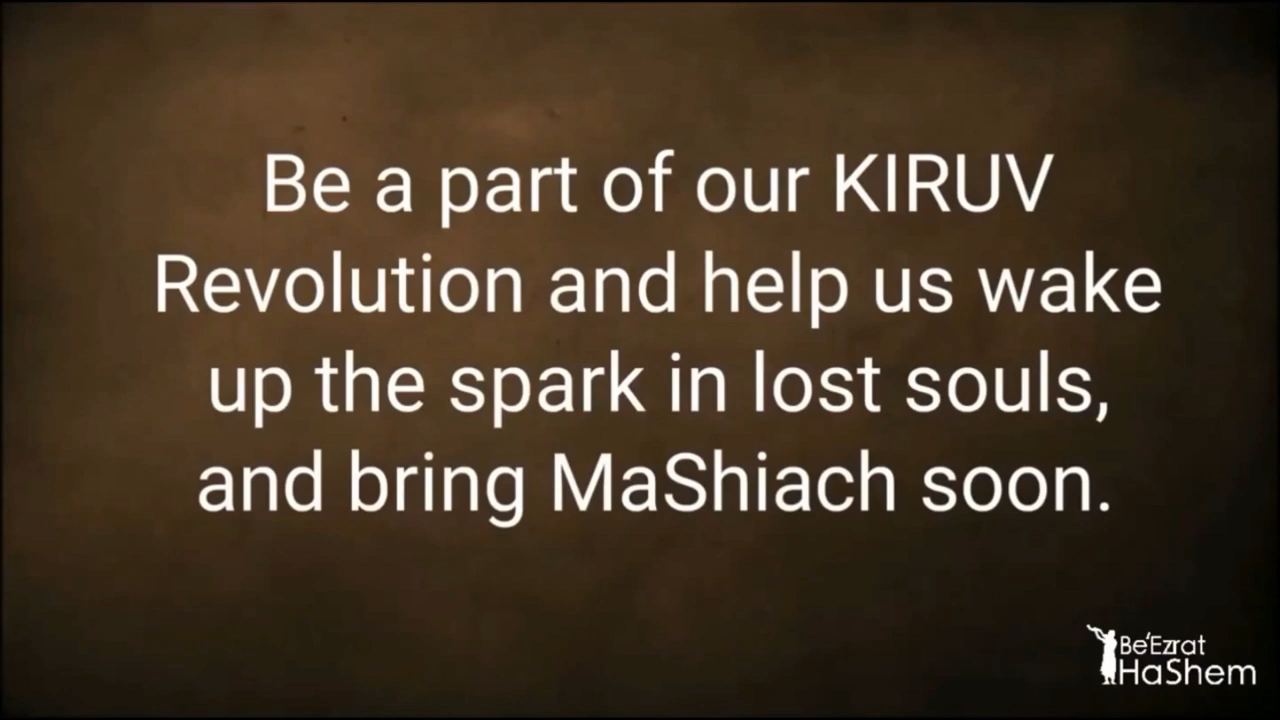 Be a part of our KIRUV
Revolution and help us wake
up the spark in lost souls,
and bring MaShiach soon.
Be'Ezrat
HaShem